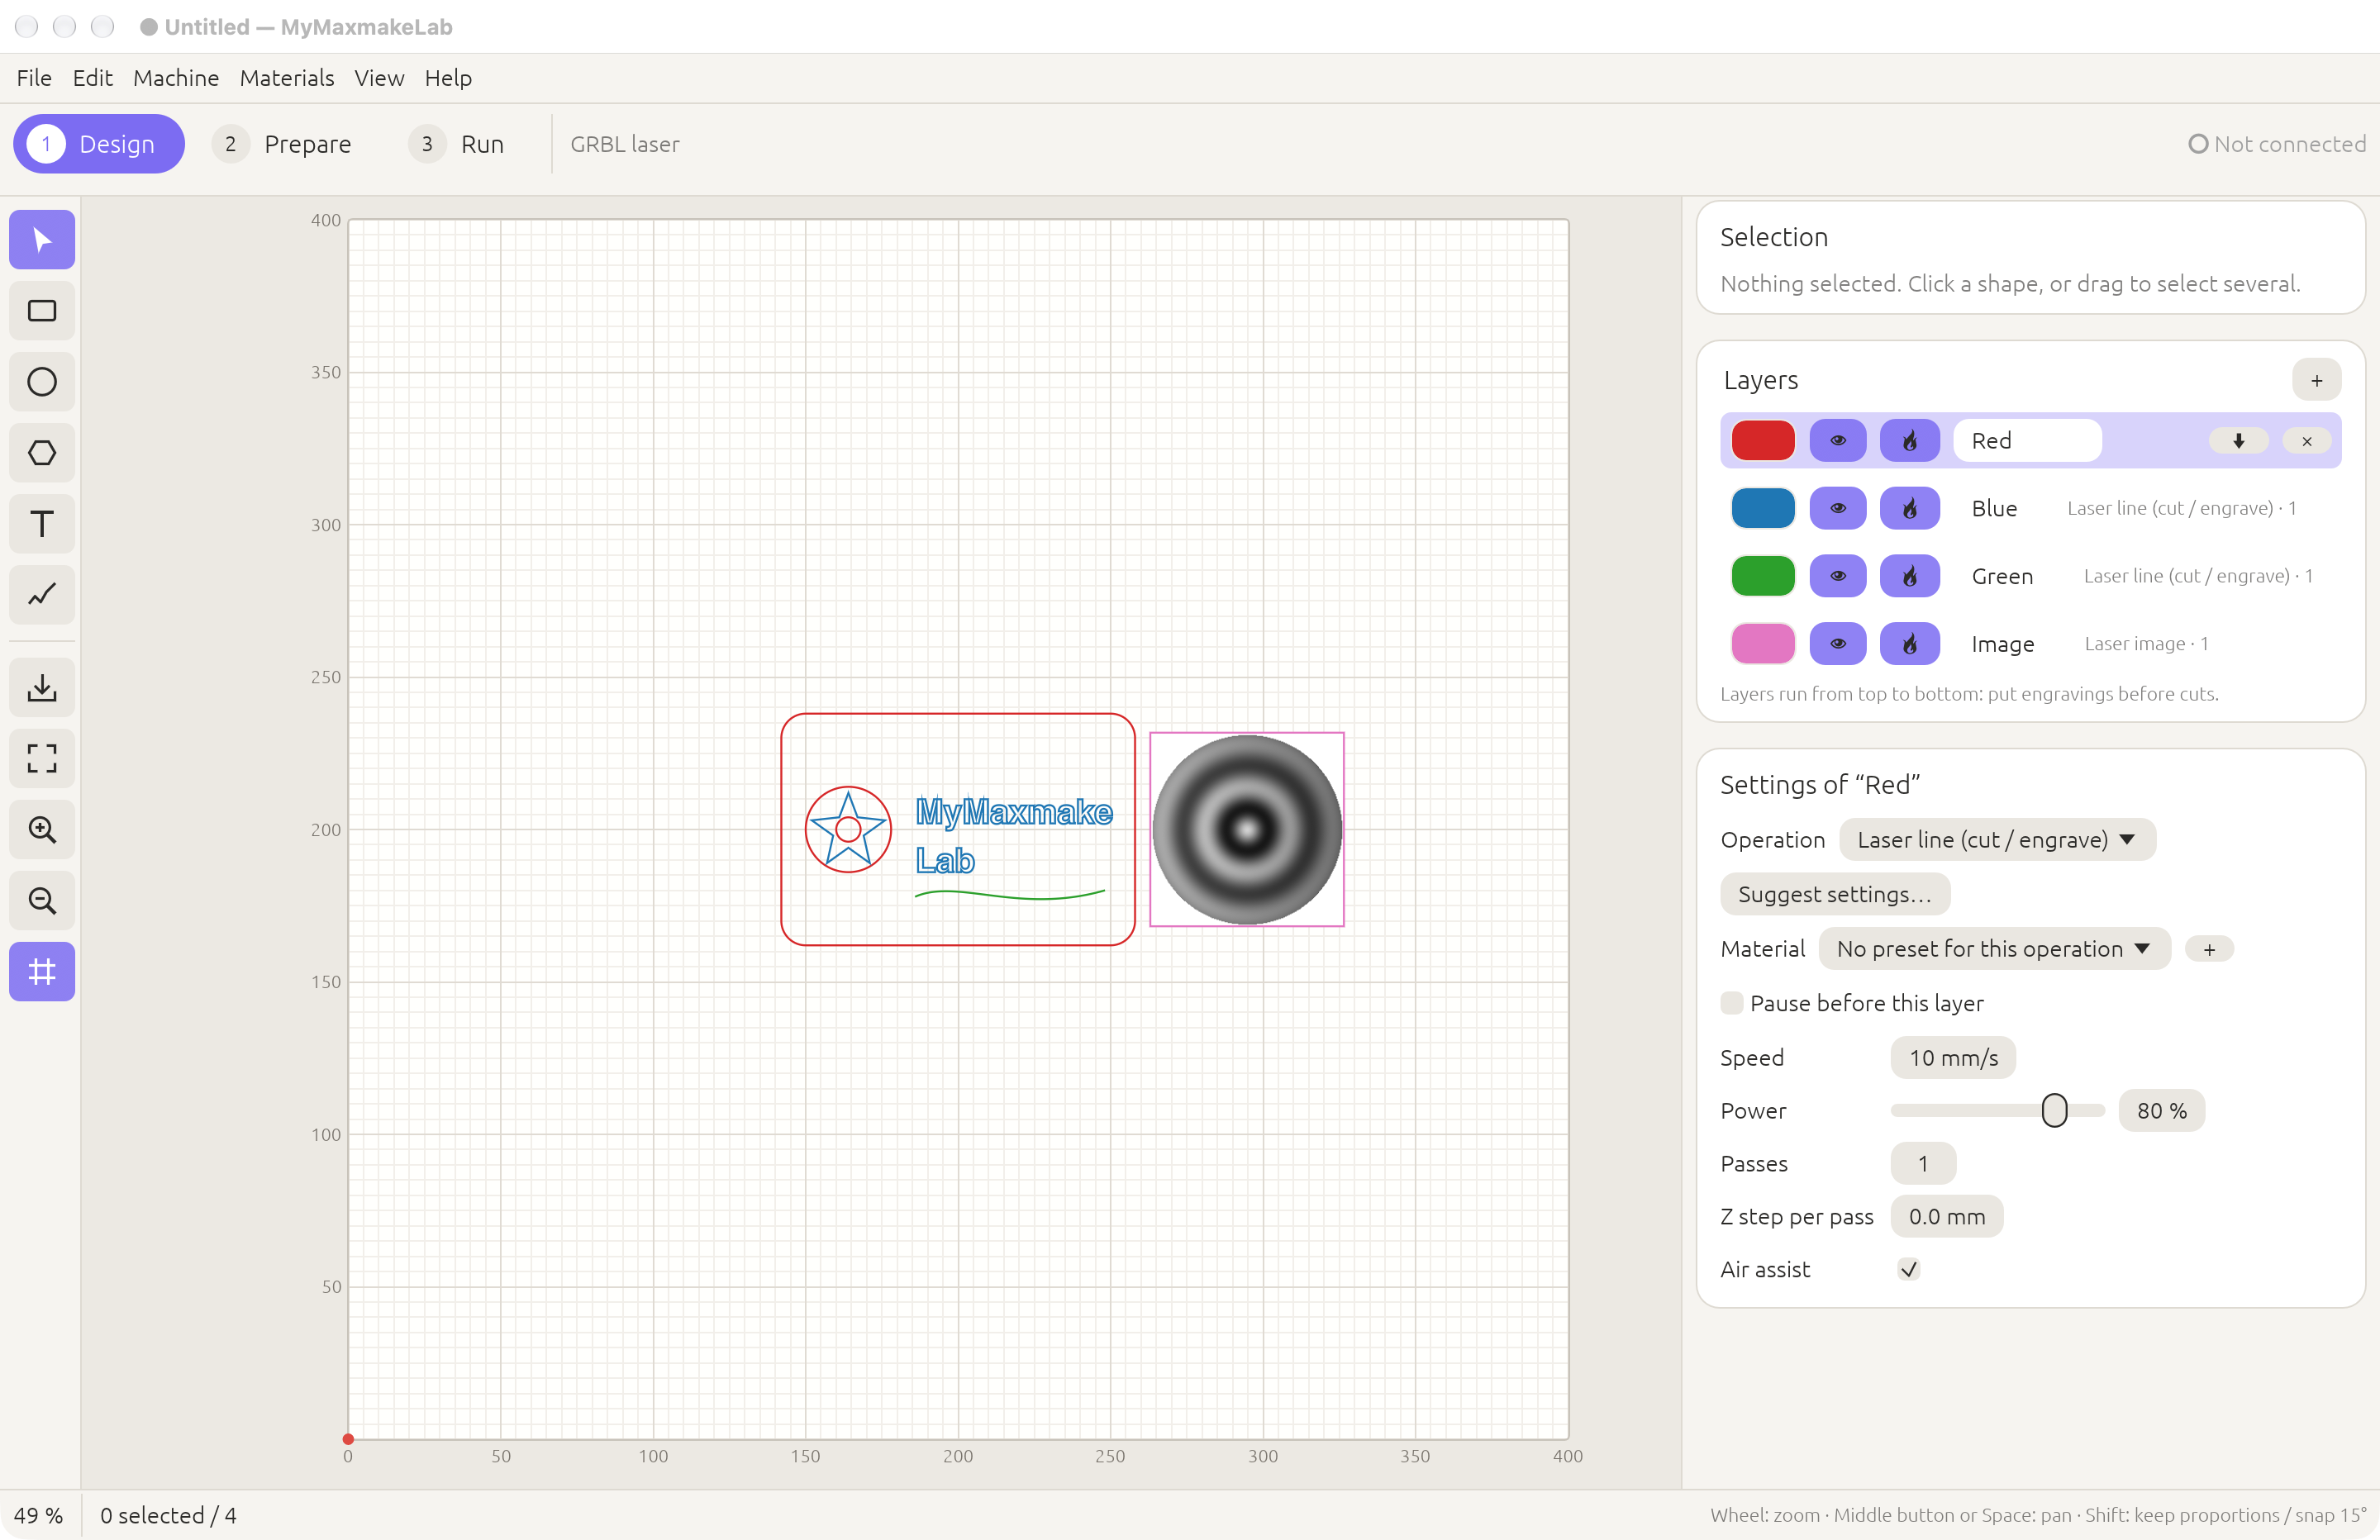 Untitled — MyMaxmakeLab
File Edit Machine Materials View Help
1 Design 2 Prepare 3 Run GRBL laser Not connected
Selection
Nothing selected. Click a shape, or drag to select several.
Layers +
Red ×
Blue Laser line (cut / engrave) · 1
Green Laser line (cut / engrave) · 1
Image Laser image · 1
Layers run from top to bottom: put engravings before cuts.
Settings of “Red”
Operation Laser line (cut / engrave)
Suggest settings…
Material No preset for this operation +
Pause before this layer
Speed 10 mm/s
Power 80 %
Passes 1
Z step per pass 0.0 mm
Air assist
T
400
350
300
250
200
150
100
50
MyMaxmake
Lab
0 50 100 150 200 250 300 350 400
49 % 0 selected / 4 Wheel: zoom · Middle button or Space: pan · Shift: keep proportions / snap 15°